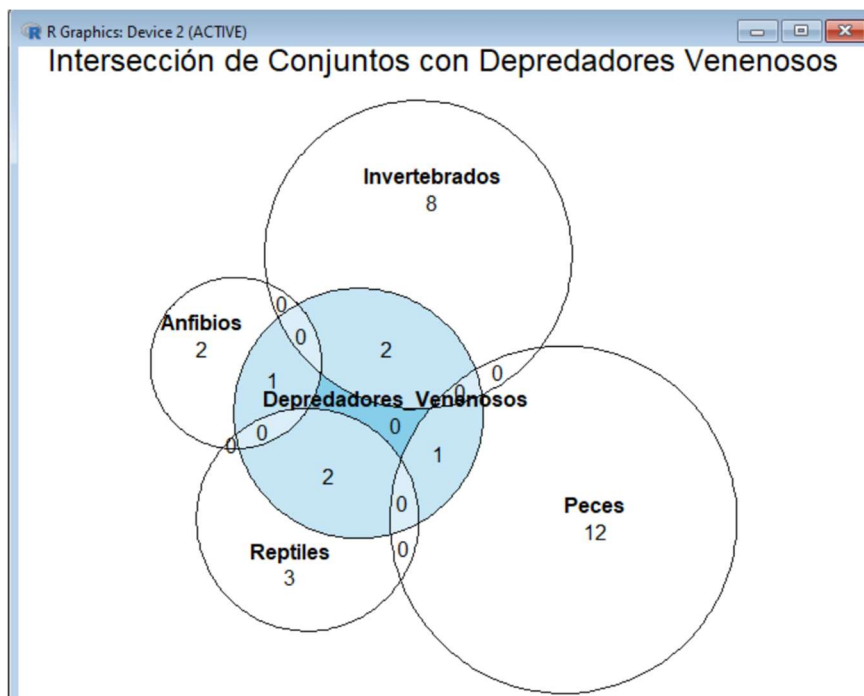 R Graphics: Device 2 (ACTIVE)
Intersección de Conjuntos con Depredadores Venenosos
Invertebrados
8
0
Anfibios
0
2
2
0
1
0
Depredadores_Venenosos
0
0
0
1
2
0
Peces
12
0
Reptiles
3